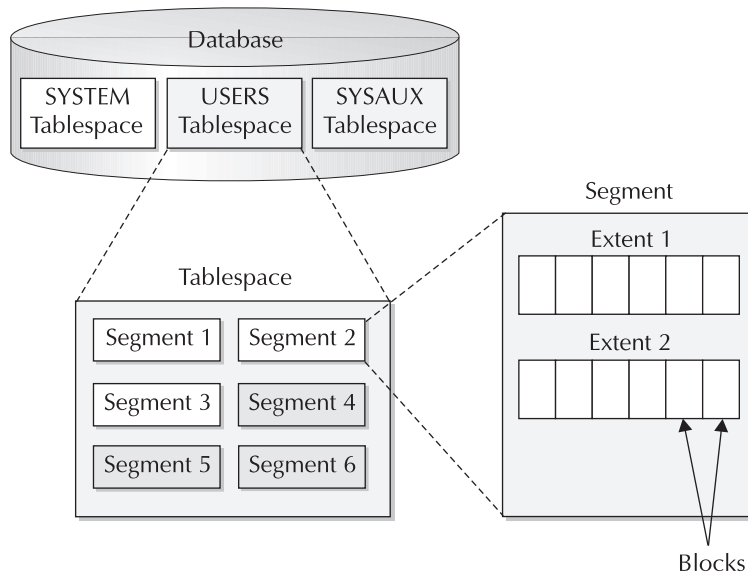 Database
SYSTEM
Tablespace
USERS
Tablespace
SYSAUX
Tablespace
Segment
Extent 1
Extent 2
Blocks
Tablespace
Segment 1
Segment 2
Segment 3
Segment 4
Segment 5
Segment 6